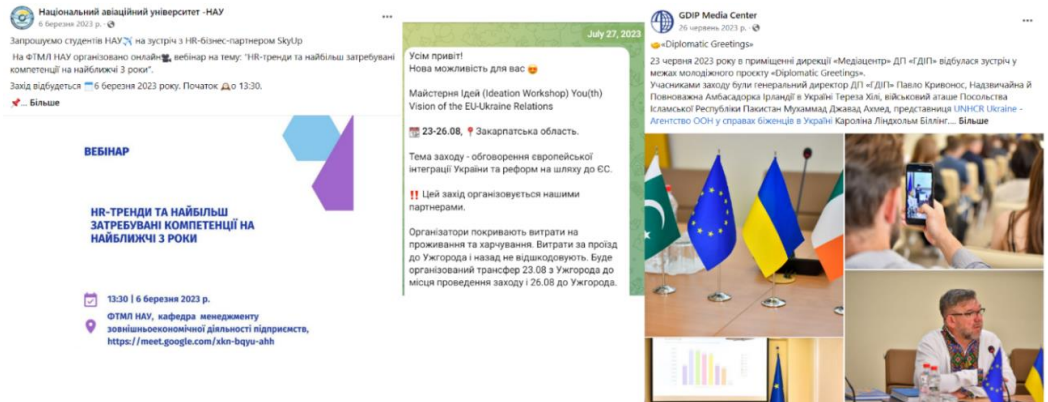 Національний авіаційний університет -НАУ
6 березня 2023 р.
Запрошуємо студентів НАУ✈️ на зустріч з HR-бізнес-партнером SkyUp
На ФТМЛ НАУ організовано онлайн вебінар на тему: "HR-тренди та найбільш затребувані
компетенції на найближчі 3 роки".
Захід відбудеться 6 березня 2023 року. Початок о 13:30.
📌... Більше
ВЕБІНАР
HR-ТРЕНДИ ТА НАЙБІЛЬШ
ЗАТРЕБУВАНІ КОМПЕТЕНЦІЇ НА
НАЙБЛИЖЧІ 3 РОКИ
13:30 | 6 березня 2023 р.
ФТМЛ НАУ, кафедра менеджменту
зовнішньоекономічної діяльності підприємств,
https://meet.google.com/xkn-bqyu-ahh
July 27, 2023
Усім привіт!
Нова можливість для вас 😍
Майстерня Ідей (Ideation Workshop) You(th)
Vision of the EU-Ukraine Relations
📅 23-26.08, 📍Закарпатська область.
Тема заходу - обговорення європейської
інтеграції України та реформ на шляху до ЄС.
‼️ Цей захід організовується нашими
партнерами.
Організатори покривають витрати на
проживання та харчування. Витрати за проїзд
до Ужгорода і назад не відшкодовують. Буде
організований трансфер 23.08 з Ужгорода до
місця проведення заходу і 26.08 до Ужгорода.
GDIP Media Center
26 червень 2023 р.
🤝«Diplomatic Greetings»
23 червня 2023 року в приміщенні дирекції «Медіацентр» ДП «ГДІП» відбулася зустріч у
межах молодіжного проєкту «Diplomatic Greetings».
Учасниками заходу були генеральний директор ДП «ГДІП» Павло Кривонос, Надзвичайна й
Повноважна Амбасадорка Ірландії в Україні Тереза Хілі, військовий аташе Посольства
Ісламської Республіки Пакистан Мухаммад Джавад Ахмед, представниця UNHCR Ukraine -
Агентство ООН у справах біженців в Україні Кароліна Ліндхольм Біллінг.... Більше